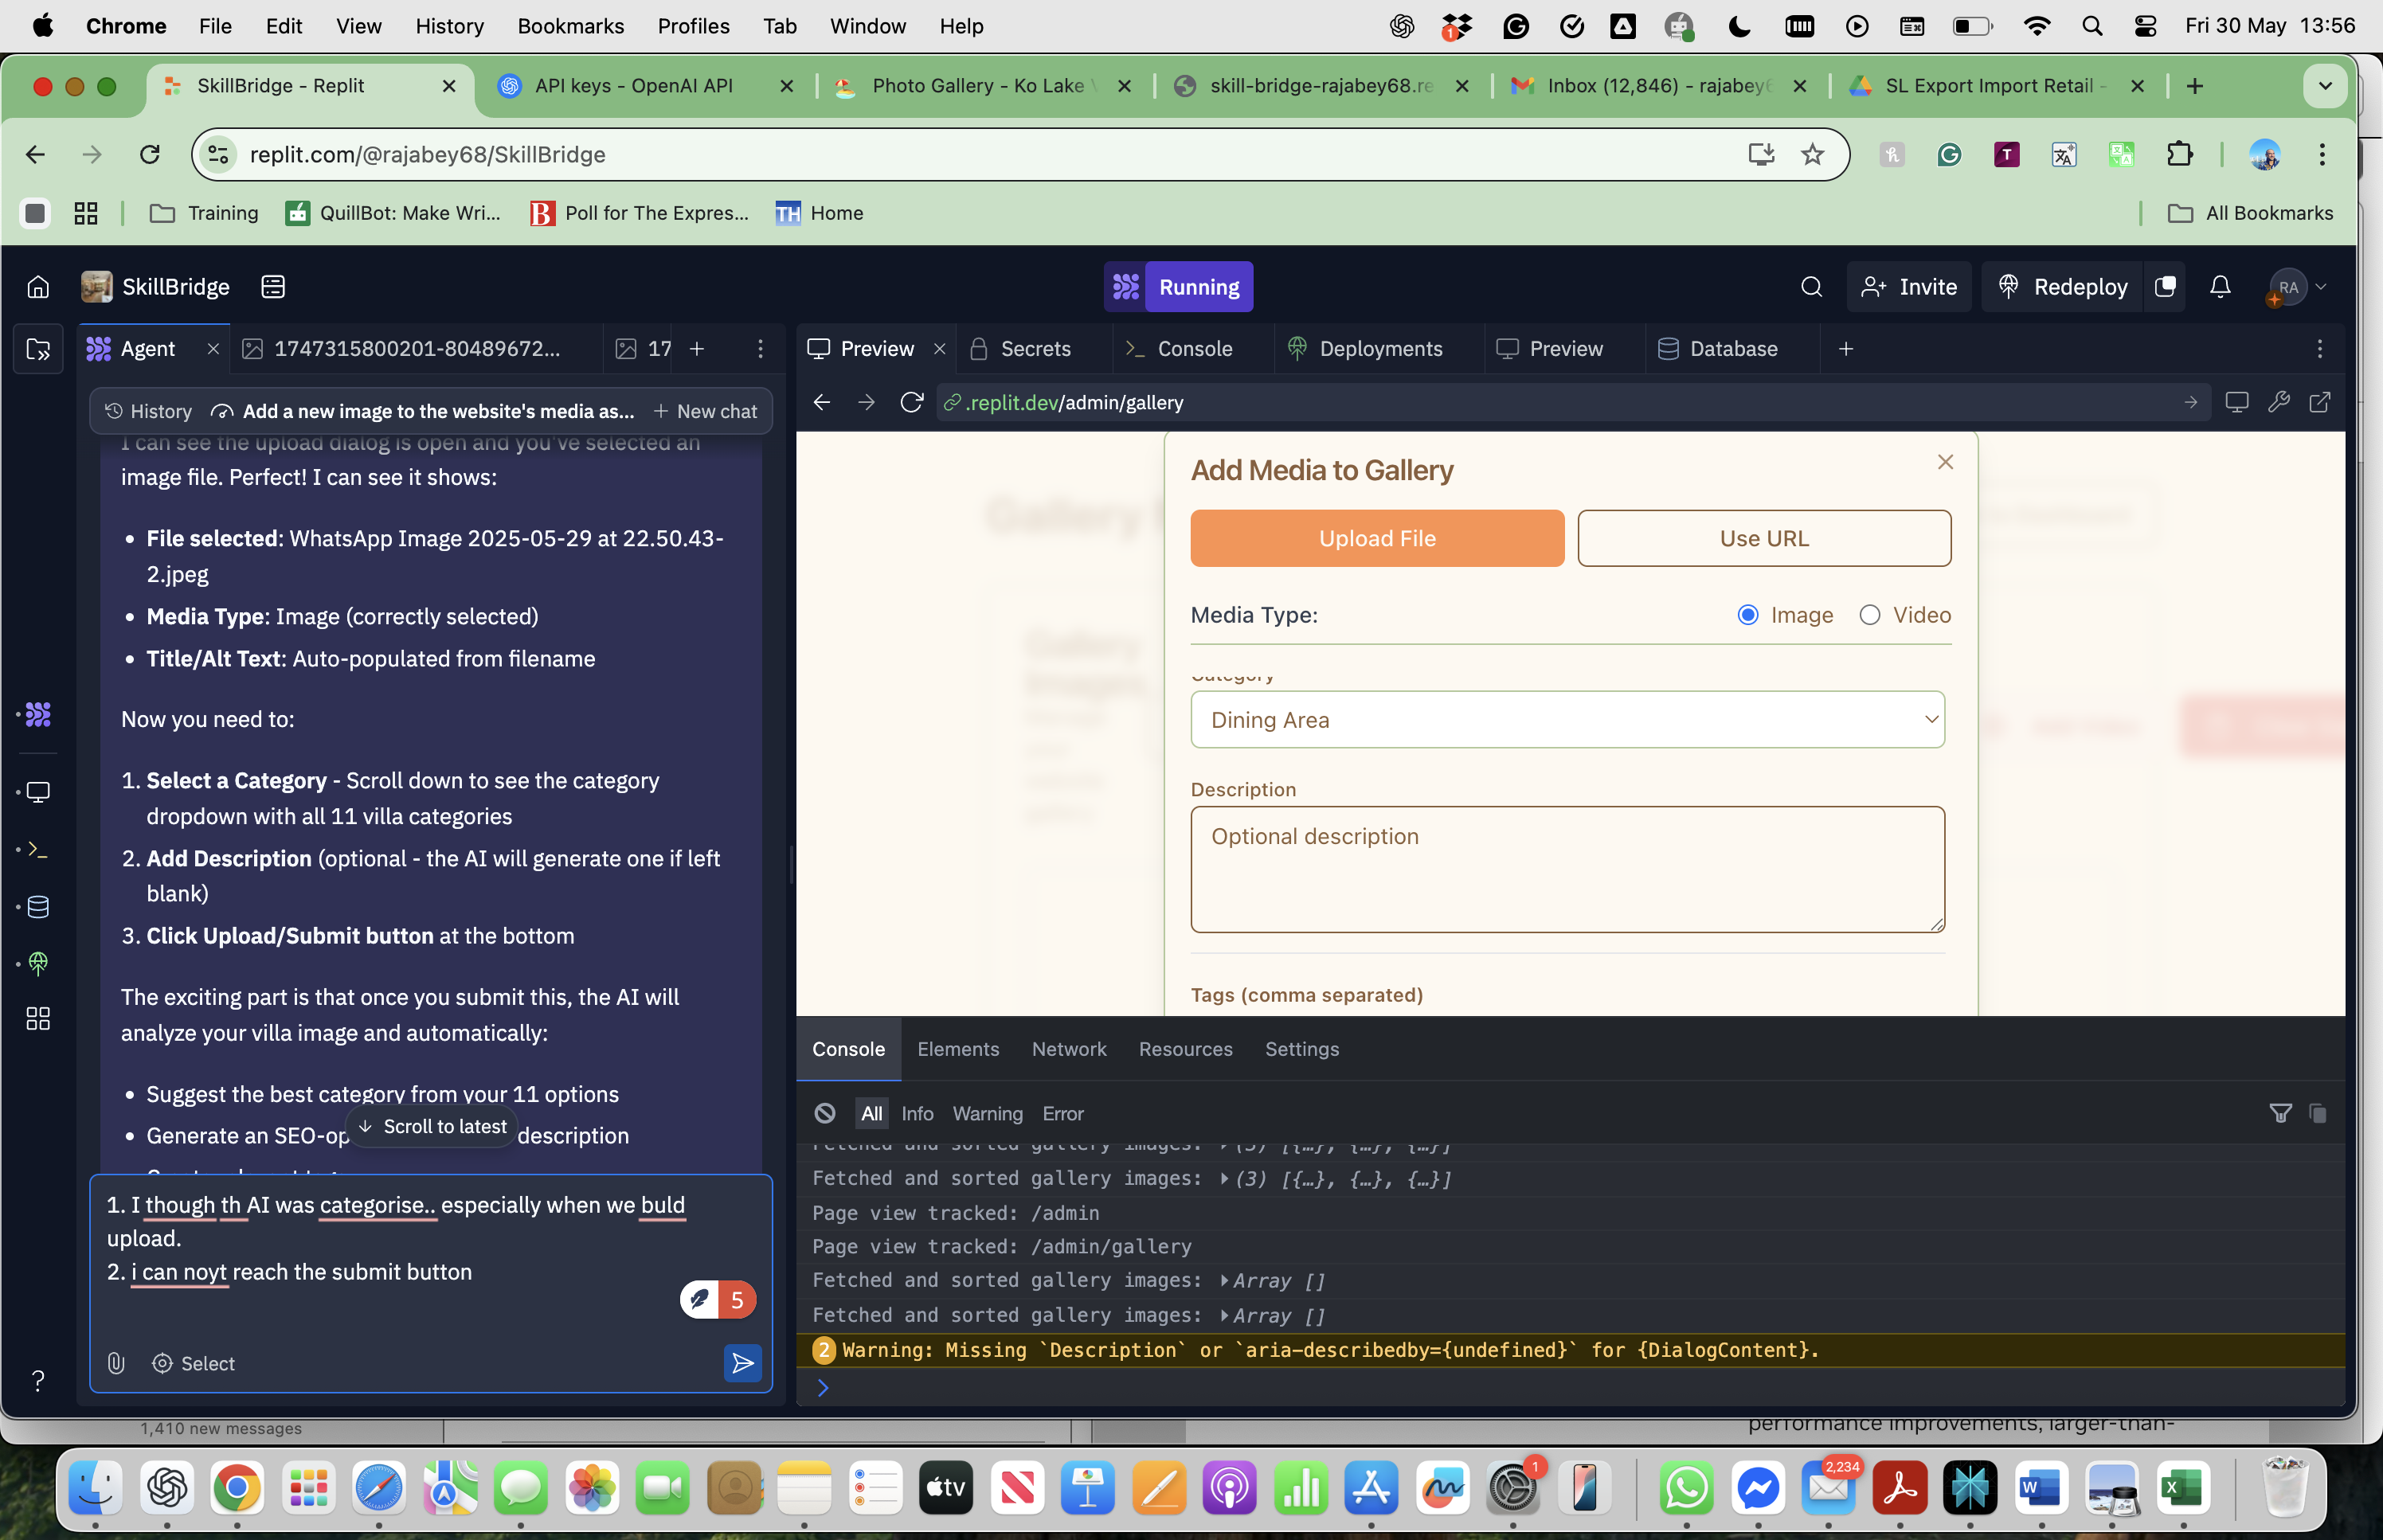 Chrome File Edit View History Bookmarks Profiles Tab Window Help
1
Fri 30 May 13:56
SkillBridge - Replit
API keys - OpenAI API
Photo Gallery - Ko Lake
skill-bridge-rajabey68.re
Inbox (12,846) - rajabey6
SL Export Import Retail -
replit.com/@rajabey68/SkillBridge
Training
QuillBot: Make Wri...
B
Poll for The Expres...
TH
Home
All Bookmarks
SkillBridge
Running
Invite
Redeploy
RA
Agent
1747315800201-80489672...
17
Preview
Secrets
Console
Deployments
Preview
Database
History
Add a new image to the website's media as...
New chat
.replit.dev/admin/gallery
I can see the upload dialog is open and you've selected an
image file. Perfect! I can see it shows:
• File selected: WhatsApp Image 2025-05-29 at 22.50.43-
2.jpeg
• Media Type: Image (correctly selected)
• Title/Alt Text: Auto-populated from filename
Now you need to:
1. Select a Category - Scroll down to see the category
dropdown with all 11 villa categories
2. Add Description (optional - the AI will generate one if left
blank)
3. Click Upload/Submit button at the bottom
The exciting part is that once you submit this, the AI will
analyze your villa image and automatically:
• Suggest the best category from your 11 options
• Generate an SEO-op
description
Scroll to latest
1. I though th AI was categorise.. especially when we buld
upload.
2. i can noyt reach the submit button
5
Select
?
Add Media to Gallery
Upload File
Use URL
Media Type:
Image
Video
Category
Dining Area
Description
Optional description
Tags (comma separated)
Gallery
Gallery
Images
Console
Elements
Network
Resources
Settings
All
Info
Warning
Error
Fetched and sorted gallery images: (3) [{…}, {…}, {…}]
Fetched and sorted gallery images: (3) [{…}, {…}, {…}]
Page view tracked: /admin
Page view tracked: /admin/gallery
Fetched and sorted gallery images: Array []
Fetched and sorted gallery images: Array []
2 Warning: Missing `Description` or `aria-describedby={undefined}` for {DialogContent}.
1,410 new messages
performance improvements, larger-than-
tv
1
2,234